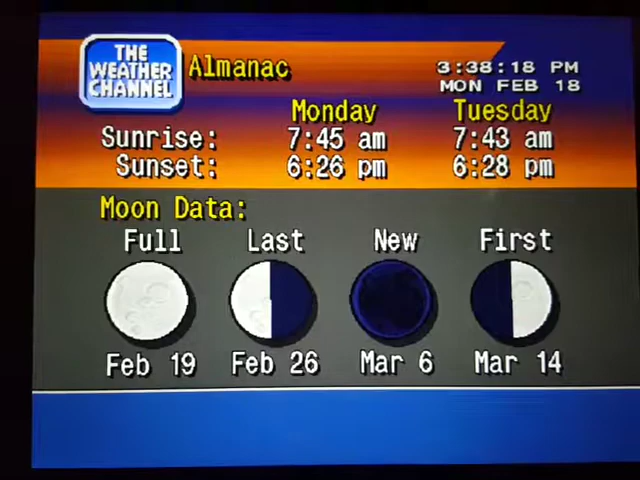 THE
WEATHER
CHANNEL
Almanac
3:38:18 PM
MON FEB 18
Monday Tuesday
Sunrise: 7:45 am 7:43 am
Sunset: 6:26 pm 6:28 pm
Moon Data:
Full Last New First
Feb 19 Feb 26 Mar 6 Mar 14